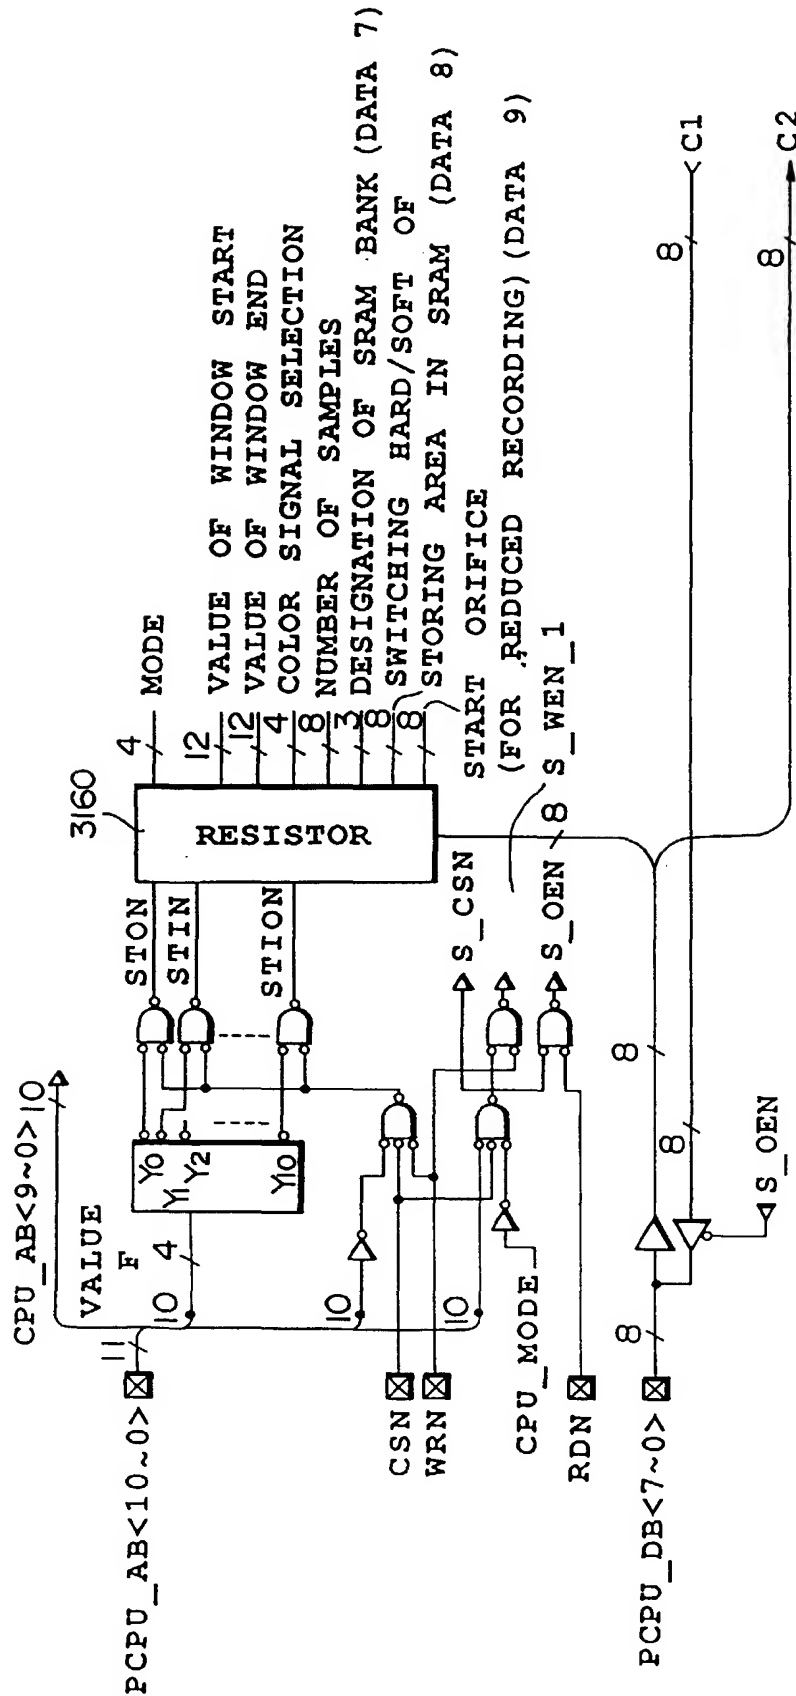 CPU_AB<9~0>
10
VALUE
F
4
11
10
10
10
PCPU_AB<10~0>
Y0
Y1
Y2
Y10
STON
STIN
STION
3160
RESISTOR
4
MODE
12
VALUE OF WINDOW START
12
VALUE OF WINDOW END
4
COLOR SIGNAL SELECTION
8
NUMBER OF SAMPLES
3
DESIGNATION OF SRAM BANK (DATA 7)
8
SWITCHING HARD/SOFT OF
STORING AREA IN SRAM (DATA 8)
8
START ORIFICE
(FOR REDUCED RECORDING) (DATA 9)
CSN
WRN
CPU_MODE
RDN
S_CSN
S_WEN_1
S_OEN
8
PCPU_DB<7~0>
8
8
8
S_OEN
8
<C1
8
C2